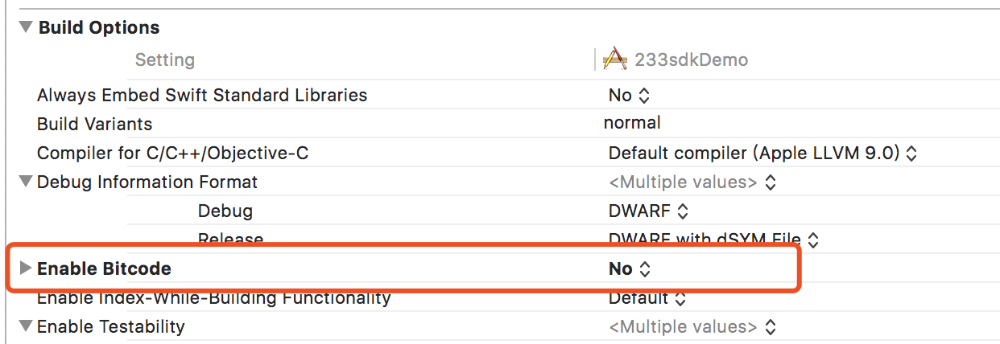 Build Options
Setting 233sdkDemo
Always Embed Swift Standard Libraries No
Build Variants normal
Compiler for C/C++/Objective-C Default compiler (Apple LLVM 9.0)
Debug Information Format <Multiple values>
Debug DWARF
Release DWARF with dSYM File
Enable Bitcode No
Enable Index-While-Building Functionality Default
Enable Testability <Multiple values>